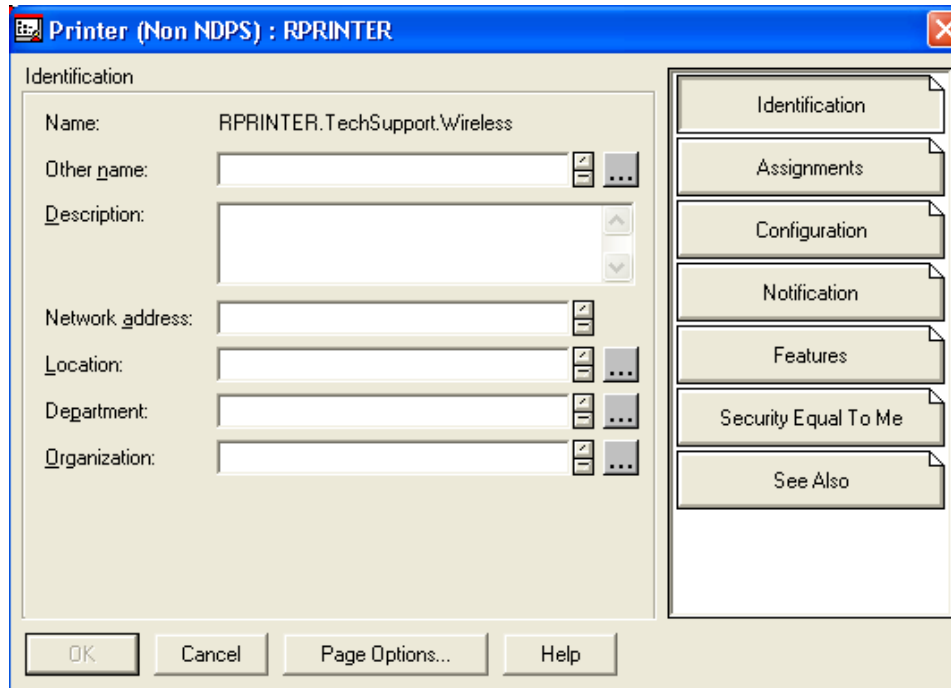 Printer (Non NDPS) : RPRINTER
Identification
Name: RPRINTER.TechSupport.Wireless
Other name:
...
Description:
Network address:
Location:
...
Department:
...
Organization:
...
Identification
Assignments
Configuration
Notification
Features
Security Equal To Me
See Also
OK
Cancel
Page Options...
Help